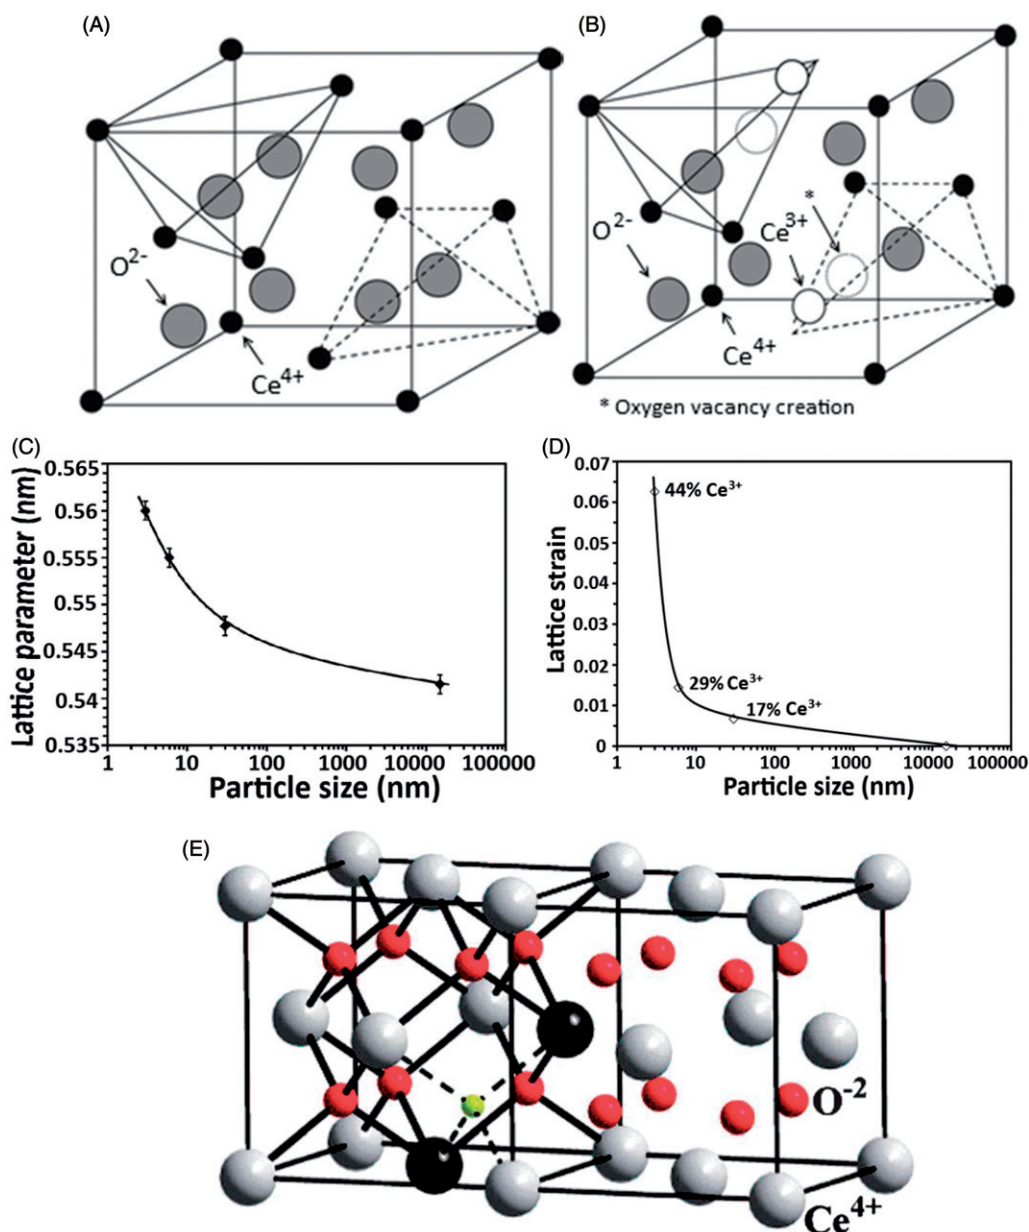 (A)
O²⁻
Ce⁴⁺
(B)
O²⁻
*
Ce³⁺
Ce⁴⁺
* Oxygen vacancy creation
(C)
Lattice parameter (nm)
0.565
0.56
0.555
0.55
0.545
0.54
0.535
1 10 100 1000 10000 100000
Particle size (nm)
(D)
Lattice strain
0.07
0.06
0.05
0.04
0.03
0.02
0.01
0
44% Ce³⁺
29% Ce³⁺
17% Ce³⁺
1 10 100 1000 10000 100000
Particle size (nm)
(E)
O⁻²
Ce⁴⁺